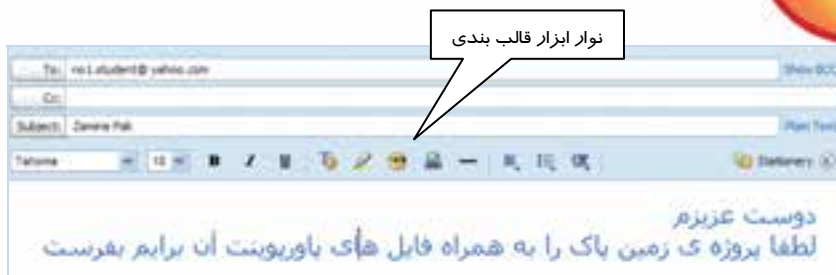 نوار ابزار قالب بندی
To: no1.student@yahoo.com Show BCC
Cc:
Subject: Zamine Pak Plain Text
Tahoma 10 B I U Stationery
دوست عزیزم
لطفا پروژه ی زمین پاک را به همراه فایل های پاورپوینت آن برایم بفرست